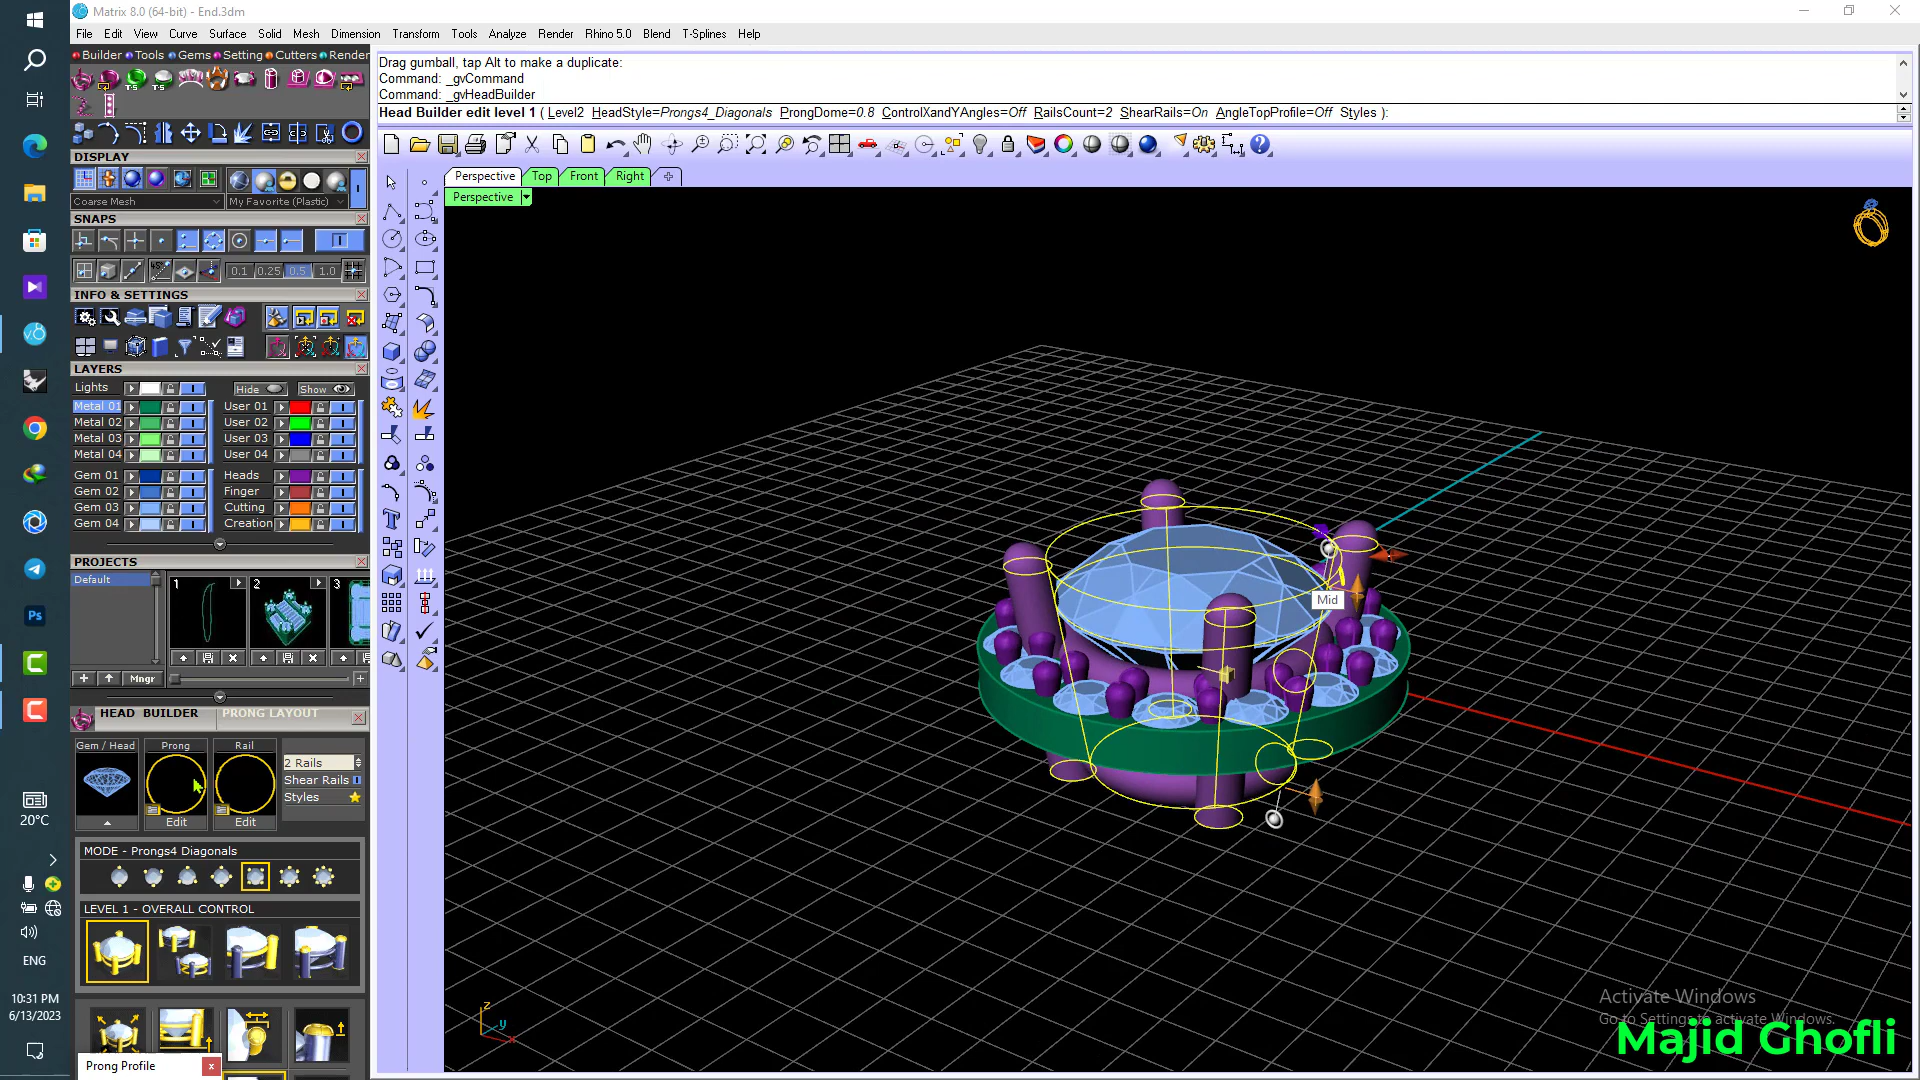 Matrix 8.0 (64-bit) - End.3dm
File Edit View Curve Surface Solid Mesh Dimension Transform Tools Analyze Render Rhino 5.0 Blend T-Splines Help
Builder Tools Gems Setting Cutters Render
Drag gumball, tap Alt to make a duplicate:
Command: _gvCommand
Command: _gvHeadBuilder
Head Builder edit level 1 ( Level2 HeadStyle=Prongs4_Diagonals ProngDome=0.8 ControlXandYAngles=Off RailsCount=2 ShearRails=On AngleTopProfile=Off Styles ):
T-S T-S
DISPLAY
Coarse Mesh My Favorite (Plastic)
Perspective Top Front Right
Perspective
SNAPS
0.1 0.25 0.5 1.0
INFO & SETTINGS
LAYERS
Lights Hide Show
Metal 01 User 01
Metal 02 User 02
Metal 03 User 03
Metal 04 User 04
Gem 01 Heads
Gem 02 Finger
Gem 03 Cutting
Gem 04 Creation
PROJECTS
Default 1 2 3
Mngr
HEAD BUILDER PRONG LAYOUT
Gem / Head Prong Rail
2 Rails
Shear Rails
Styles
Edit Edit
MODE - Prongs4 Diagonals
LEVEL 1 - OVERALL CONTROL
Prong Profile x
Mid
z
y
x
20°C
ENG
10:31 PM
6/13/2023
Ps
Activate Windows
Go to Settings to activate Windows.
Majid Ghofli